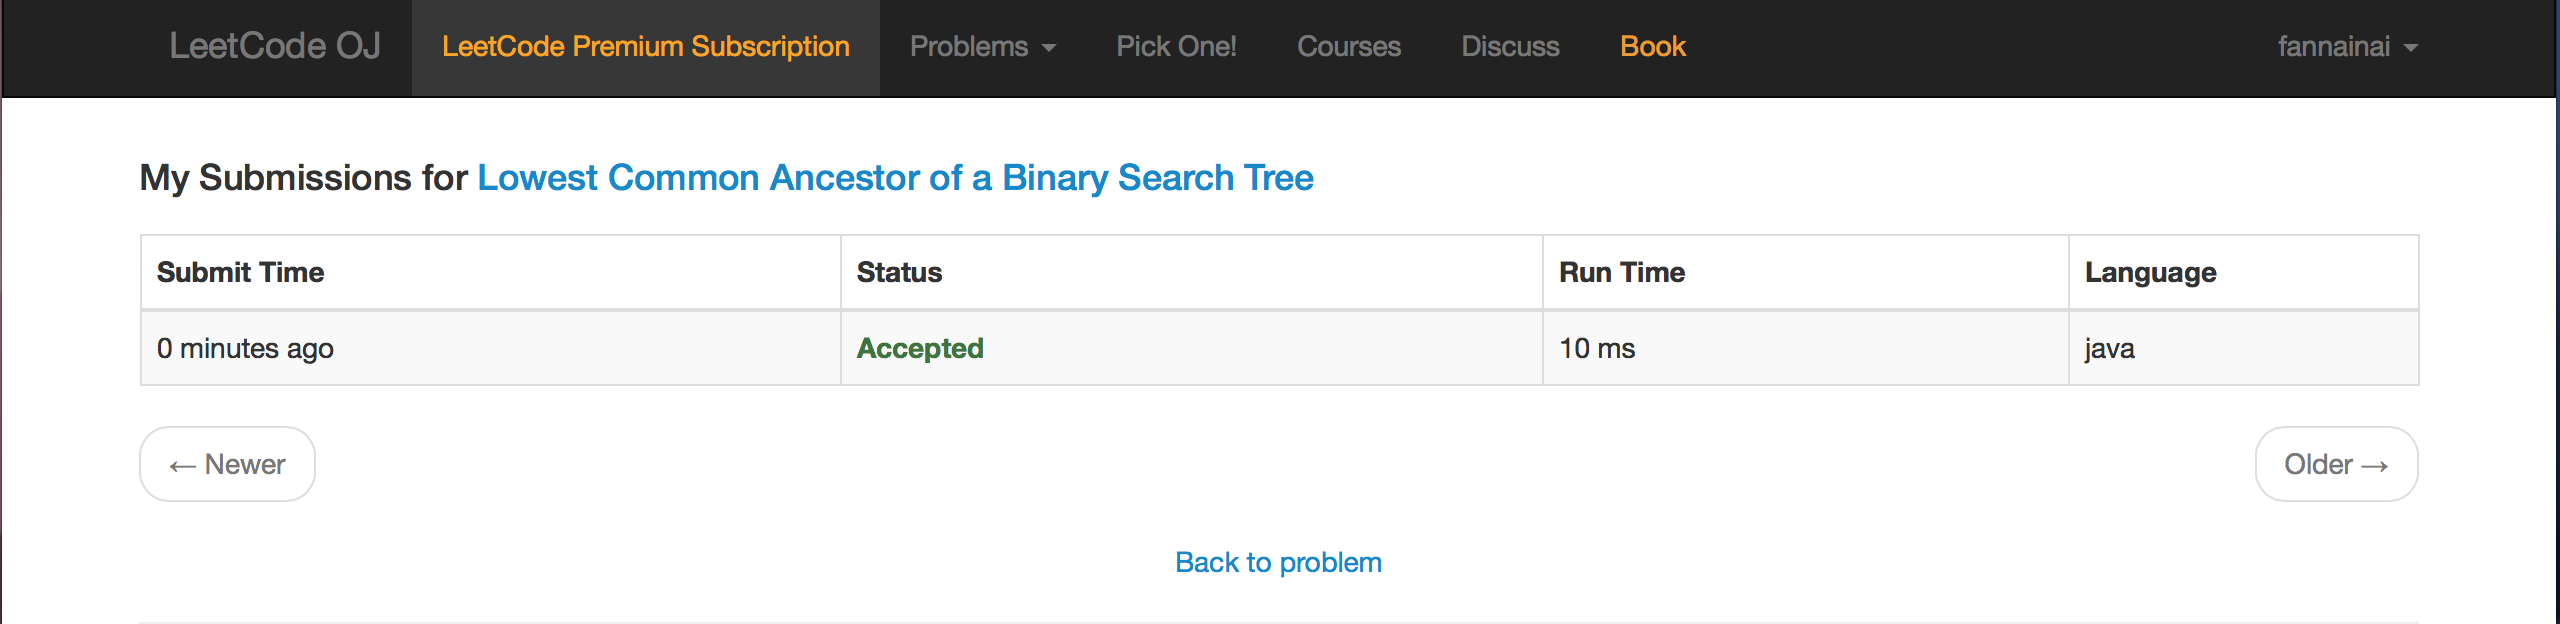 LeetCode OJ LeetCode Premium Subscription Problems Pick One! Courses Discuss Book fannainai
My Submissions for Lowest Common Ancestor of a Binary Search Tree
Submit Time Status Run Time Language
0 minutes ago Accepted 10 ms java
← Newer Older →
Back to problem